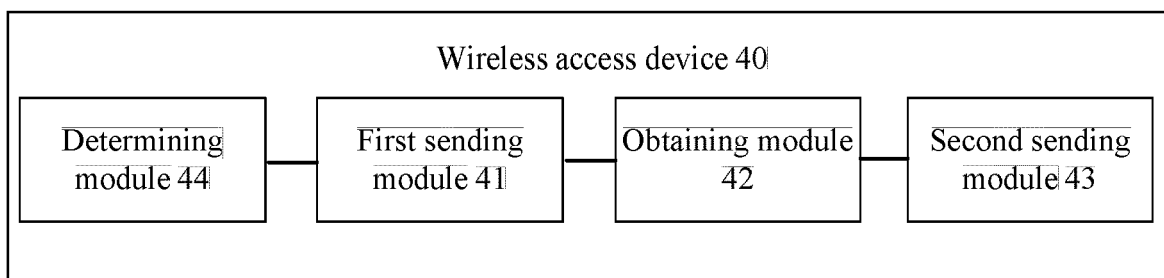 Wireless access device 40
Determining
module 44
First sending
module 41
Obtaining module
42
Second sending
module 43